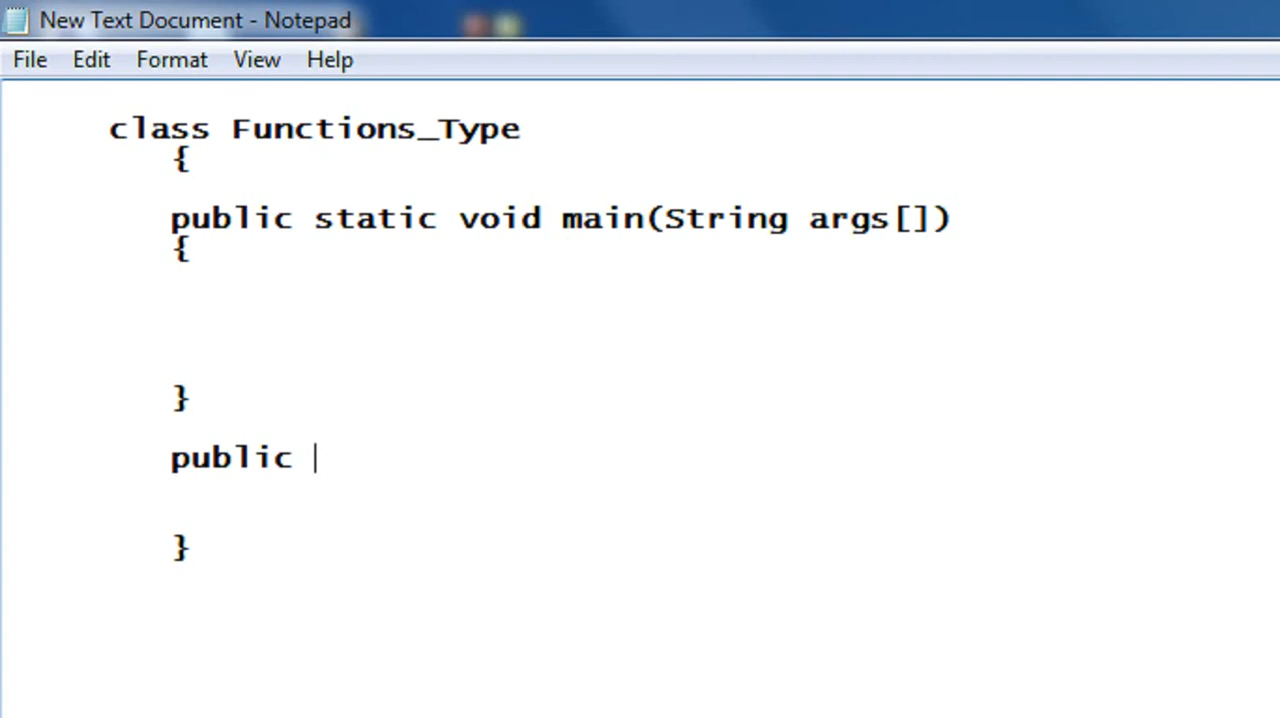 New Text Document - Notepad
File Edit Format View Help
class Functions_Type
{
public static void main(String args[])
{
}
public
}